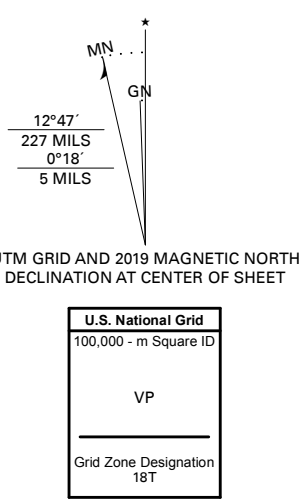 ★
MN
GN
12°47´
227 MILS
0°18´
5 MILS
UTM GRID AND 2019 MAGNETIC NORTH
DECLINATION AT CENTER OF SHEET
U.S. National Grid
100,000 - m Square ID
VP
Grid Zone Designation
18T